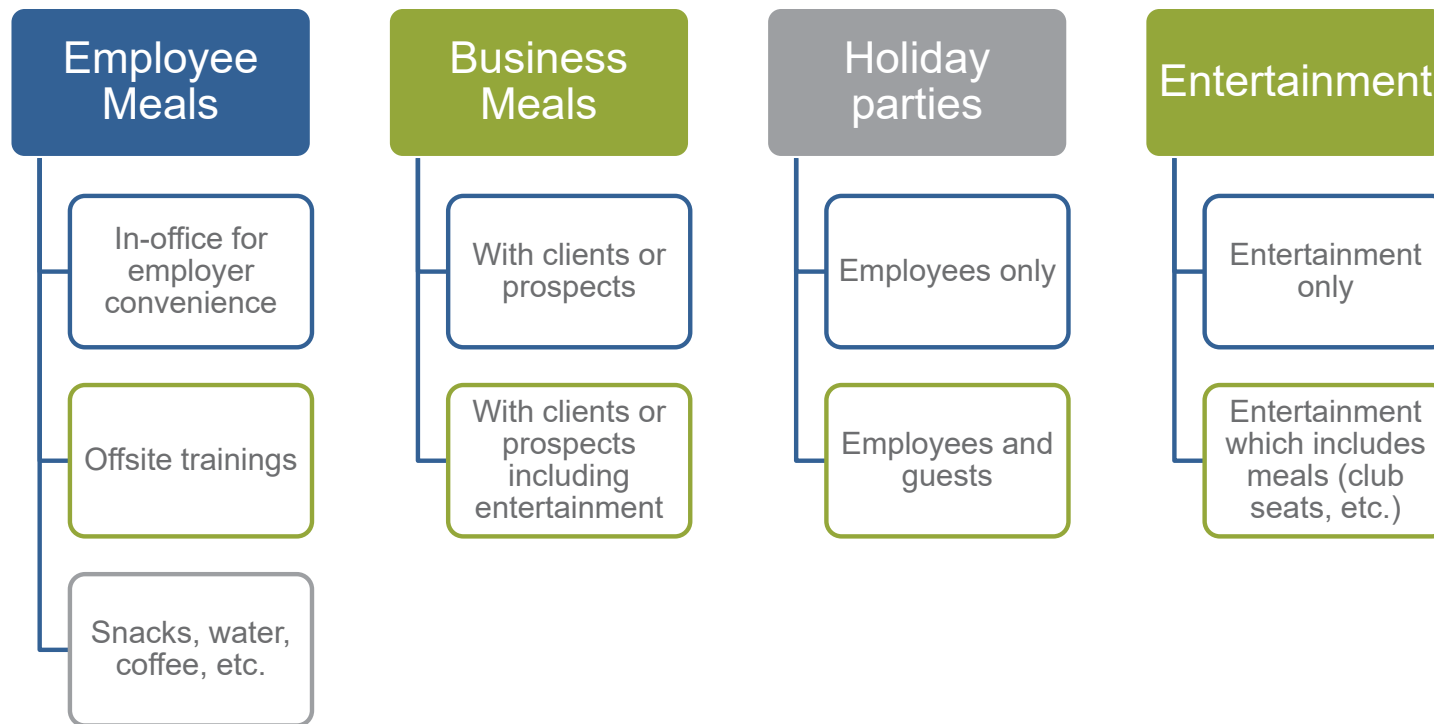 Employee
Meals
In-office for
employer
convenience
Offsite trainings
Snacks, water,
coffee, etc.
Business
Meals
With clients or
prospects
With clients or
prospects
including
entertainment
Holiday
parties
Employees only
Employees and
guests
Entertainment
Entertainment
only
Entertainment
which includes
meals (club
seats, etc.)